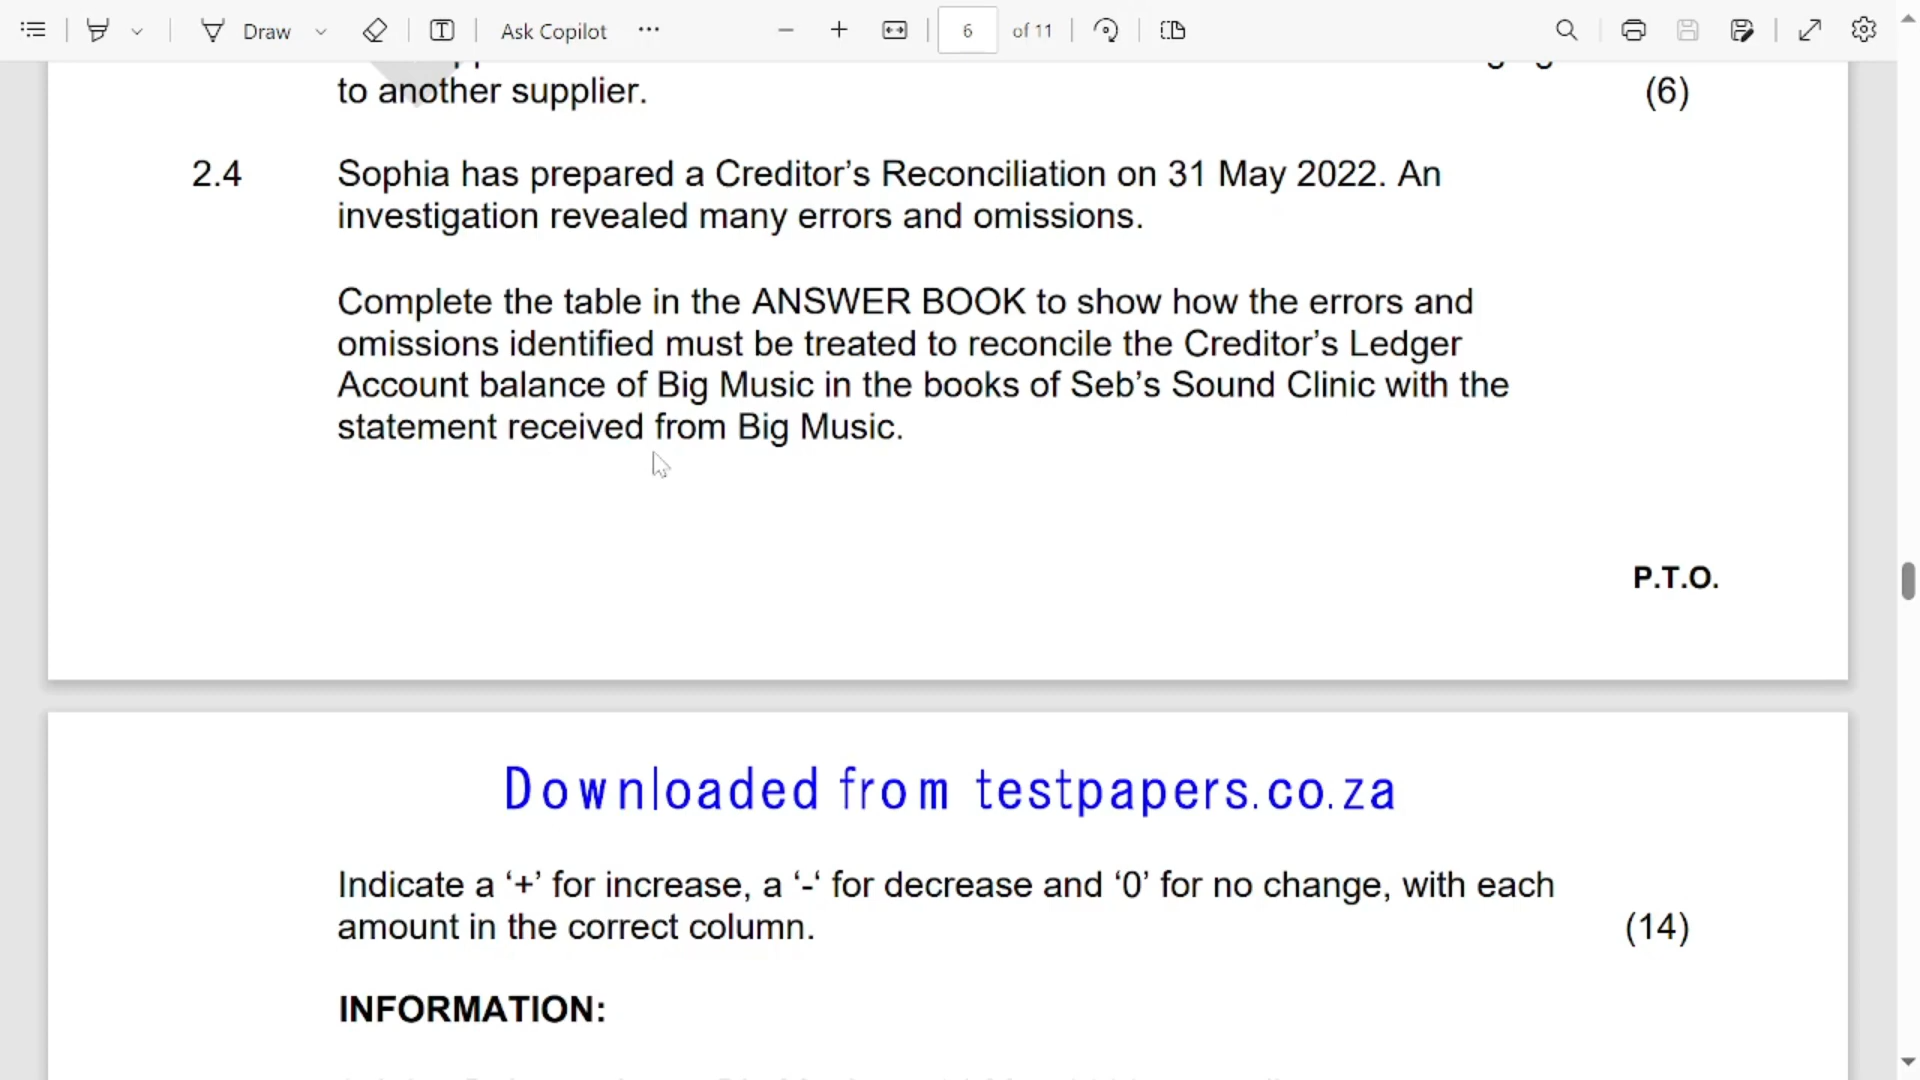 Draw
Ask Copilot
6 of 11
to another supplier. (6)
2.4 Sophia has prepared a Creditor’s Reconciliation on 31 May 2022. An
investigation revealed many errors and omissions.
Complete the table in the ANSWER BOOK to show how the errors and
omissions identified must be treated to reconcile the Creditor’s Ledger
Account balance of Big Music in the books of Seb’s Sound Clinic with the
statement received from Big Music.
P.T.O.
Downloaded from testpapers.co.za
Indicate a ‘+’ for increase, a ‘-‘ for decrease and ‘0’ for no change, with each
amount in the correct column. (14)
INFORMATION: